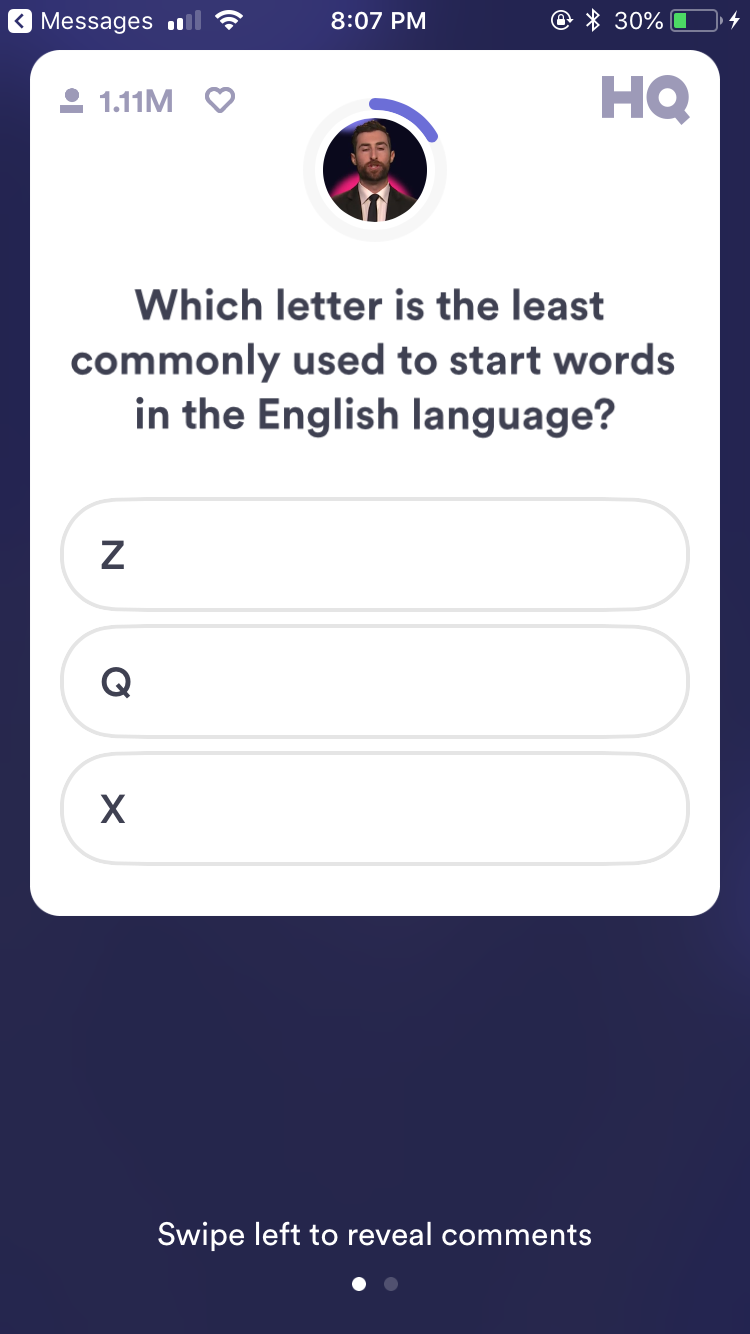 Messages 8:07 PM 30%
1.11M HQ
Which letter is the least
commonly used to start words
in the English language?
Z
Q
X
Swipe left to reveal comments